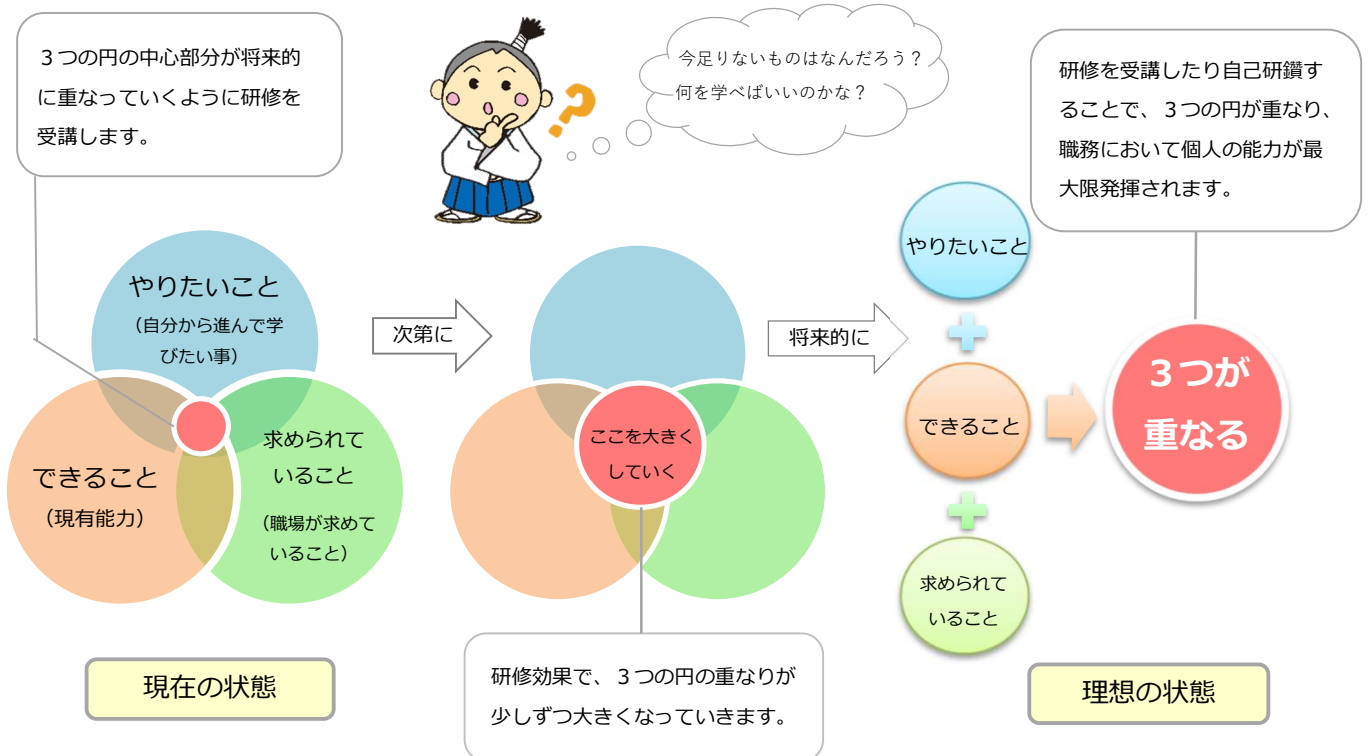 ３つの円の中心部分が将来的
に重なっていくように研修を
受講します。
今足りないものはなんだろう？
何を学べばいいのかな？
研修を受講したり自己研鑽す
ることで、３つの円が重なり、
職務において個人の能力が最
大限発揮されます。
やりたいこと
（自分から進んで学
びたい事）
できること
（現有能力）
求められて
いること
（職場が求めて
いること）
次第に
ここを大きく
していく
将来的に
やりたいこと
できること
求められて
いること
３つが
重なる
現在の状態
研修効果で、３つの円の重なりが
少しずつ大きくなっていきます。
理想の状態